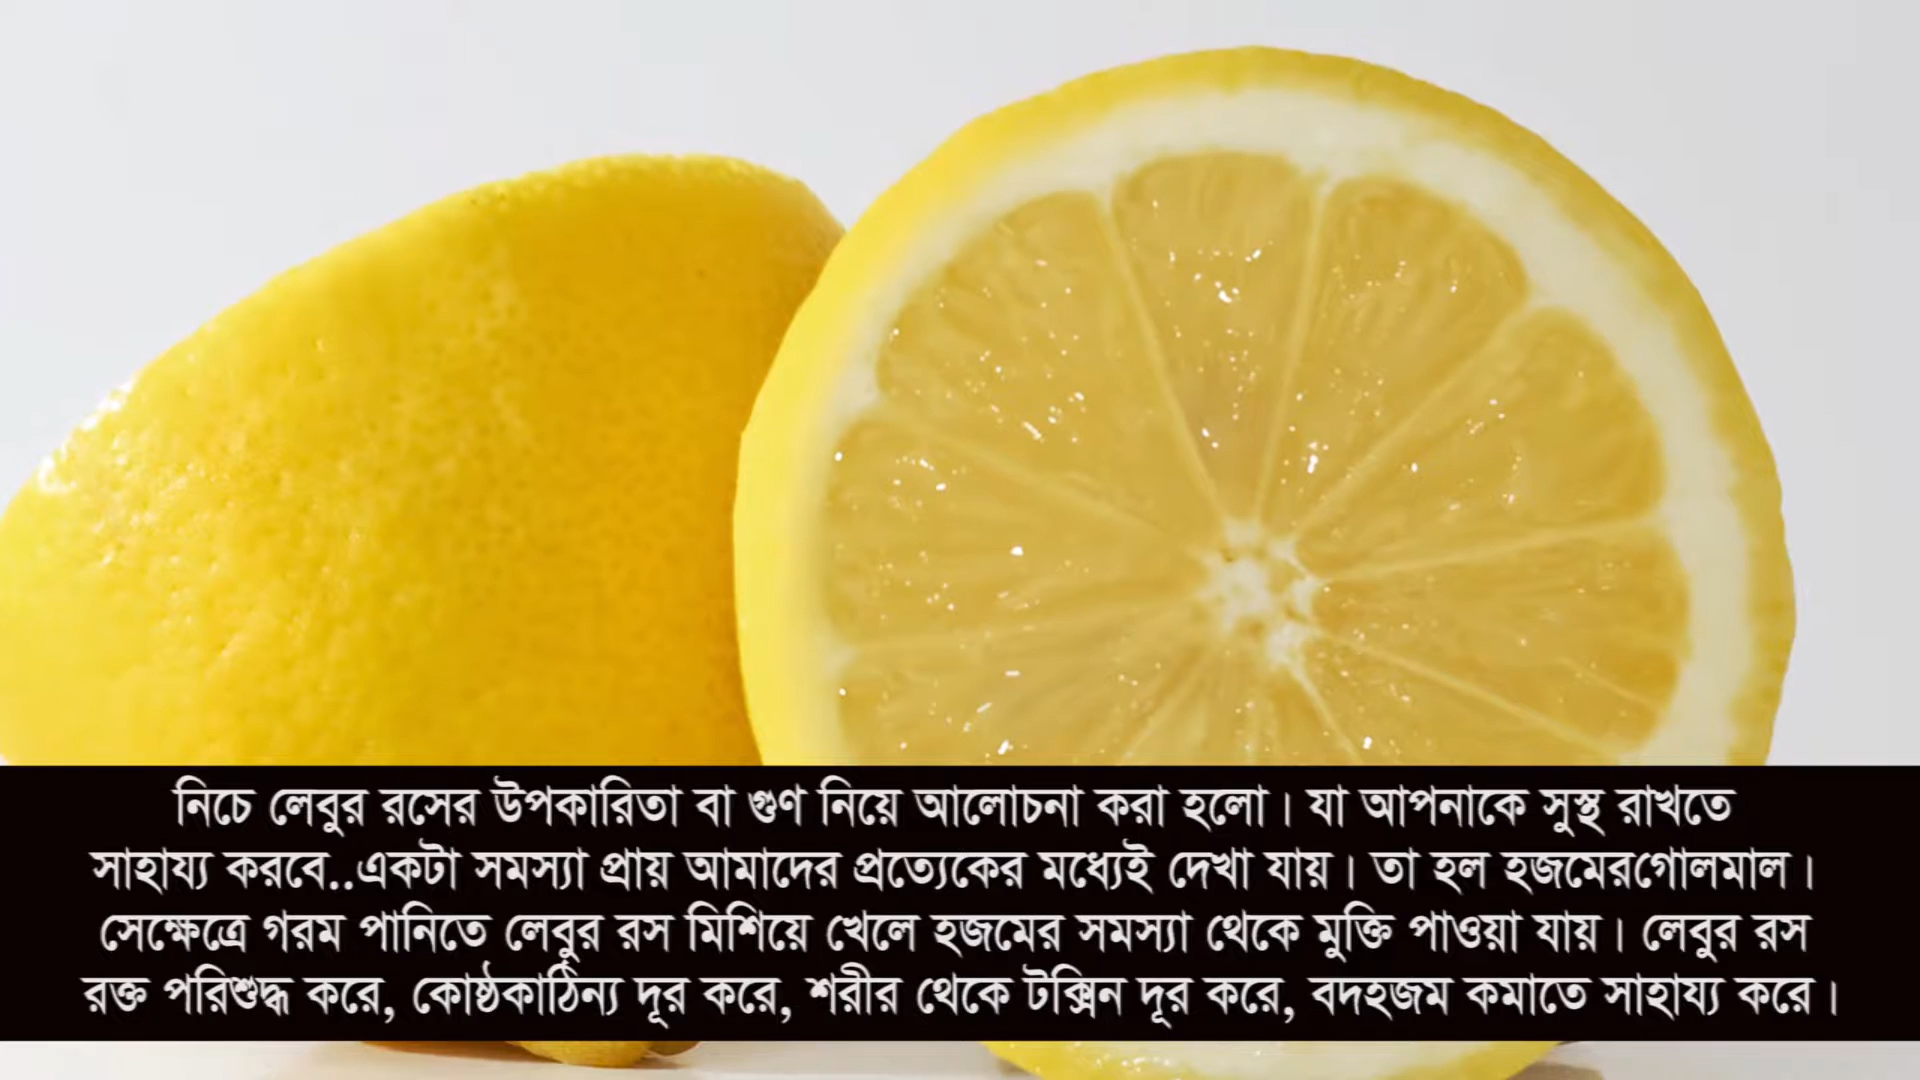 নিচে লেবুর রসের উপকারিতা বা গুণ নিয়ে আলোচনা করা হলো। যা আপনাকে সুস্থ রাখতে
সাহায্য করবে..একটা সমস্যা প্রায় আমাদের প্রত্যেকের মধ্যেই দেখা যায়। তা হল হজমেরগোলমাল।
সেক্ষেত্রে গরম পানিতে লেবুর রস মিশিয়ে খেলে হজমের সমস্যা থেকে মুক্তি পাওয়া যায়। লেবুর রস
রক্ত পরিশুদ্ধ করে, কোষ্ঠকাঠিন্য দূর করে, শরীর থেকে টক্সিন দূর করে, বদহজম কমাতে সাহায্য করে।